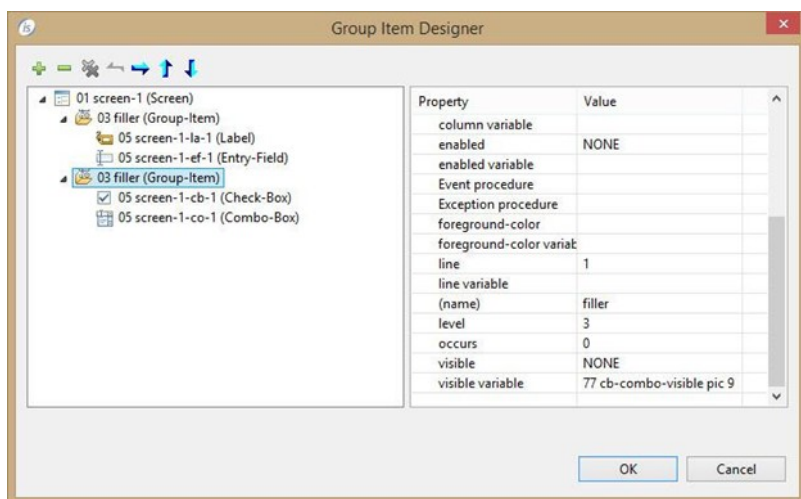 Group Item Designer
01 screen-1 (Screen)
03 filler (Group-Item)
05 screen-1-la-1 (Label)
05 screen-1-ef-1 (Entry-Field)
03 filler (Group-Item)
05 screen-1-cb-1 (Check-Box)
05 screen-1-co-1 (Combo-Box)
Property Value
column variable
enabled NONE
enabled variable
Event procedure
Exception procedure
foreground-color
foreground-color variab
line 1
line variable
(name) filler
level 3
occurs 0
visible NONE
visible variable 77 cb-combo-visible pic 9
OK Cancel